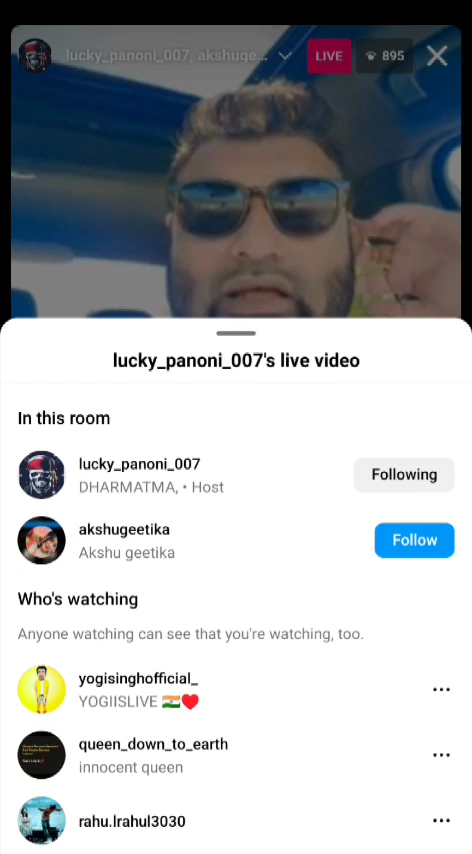 lucky_panoni_007, akshuge... LIVE 895
lucky_panoni_007's live video
In this room
lucky_panoni_007
DHARMATMA, • Host
Following
akshugeetika
Akshu geetika
Follow
Who's watching
Anyone watching can see that you're watching, too.
yogisinghofficial_
YOGIISLIVE 🇮🇳❤️
queen_down_to_earth
innocent queen
rahu.lrahul3030